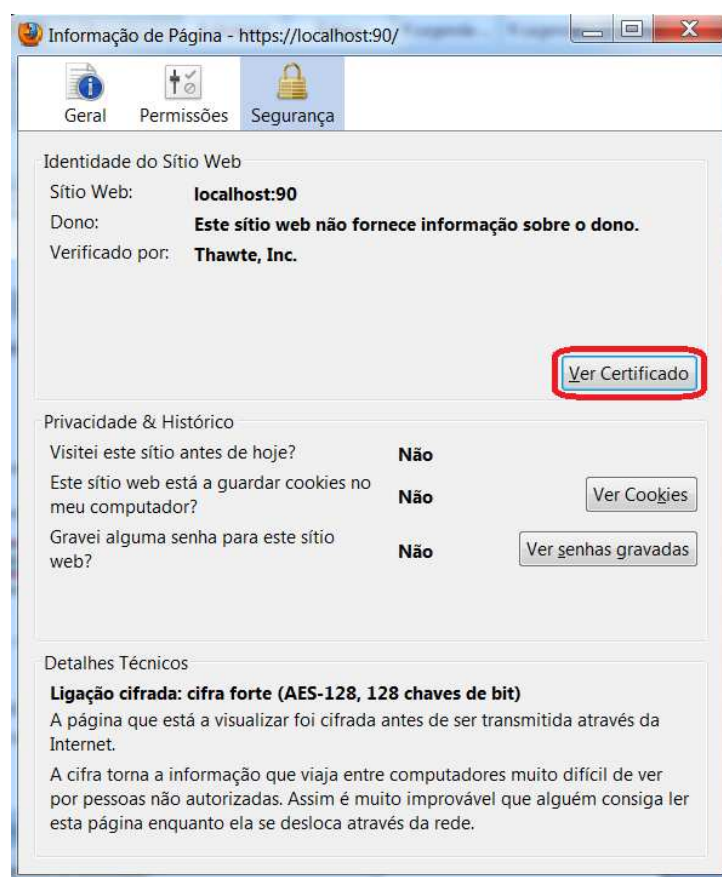 Informação de Página - https://localhost:90/
Geral Permissões Segurança
Identidade do Sítio Web
Sítio Web: localhost:90
Dono: Este sítio web não fornece informação sobre o dono.
Verificado por: Thawte, Inc.
Ver Certificado
Privacidade & Histórico
Visitei este sítio antes de hoje? Não
Este sítio web está a guardar cookies no
meu computador? Não Ver Cookies
Gravei alguma senha para este sítio
web? Não Ver senhas gravadas
Detalhes Técnicos
Ligação cifrada: cifra forte (AES-128, 128 chaves de bit)
A página que está a visualizar foi cifrada antes de ser transmitida através da
Internet.
A cifra torna a informação que viaja entre computadores muito difícil de ver
por pessoas não autorizadas. Assim é muito improvável que alguém consiga ler
esta página enquanto ela se desloca através da rede.